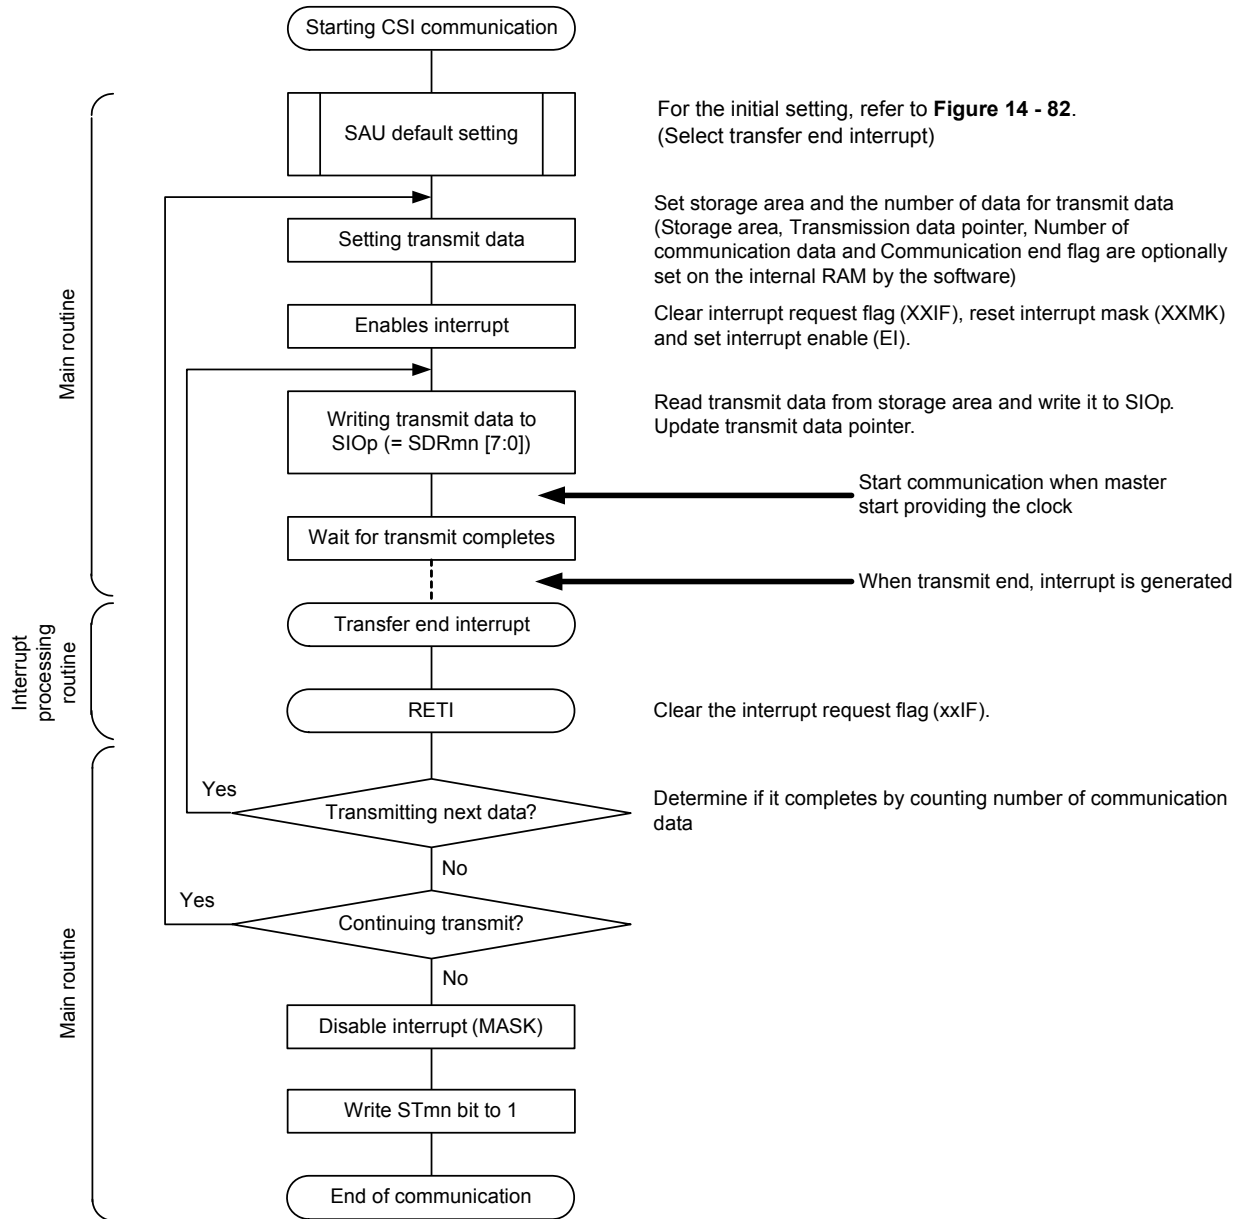 Starting CSI communication
Main routine
SAU default setting
For the initial setting, refer to Figure 14 - 82.
(Select transfer end interrupt)
Setting transmit data
Set storage area and the number of data for transmit data
(Storage area, Transmission data pointer, Number of
communication data and Communication end flag are optionally
set on the internal RAM by the software)
Enables interrupt
Clear interrupt request flag (XXIF), reset interrupt mask (XXMK)
and set interrupt enable (EI).
Writing transmit data to
SIOp (= SDRmn [7:0])
Read transmit data from storage area and write it to SIOp.
Update transmit data pointer.
Start communication when master
start providing the clock
Wait for transmit completes
When transmit end, interrupt is generated
Interrupt
processing
routine
Transfer end interrupt
RETI
Clear the interrupt request flag (xxIF).
Main routine
Yes
Transmitting next data?
Determine if it completes by counting number of communication
data
No
Yes
Continuing transmit?
No
Disable interrupt (MASK)
Write STmn bit to 1
End of communication